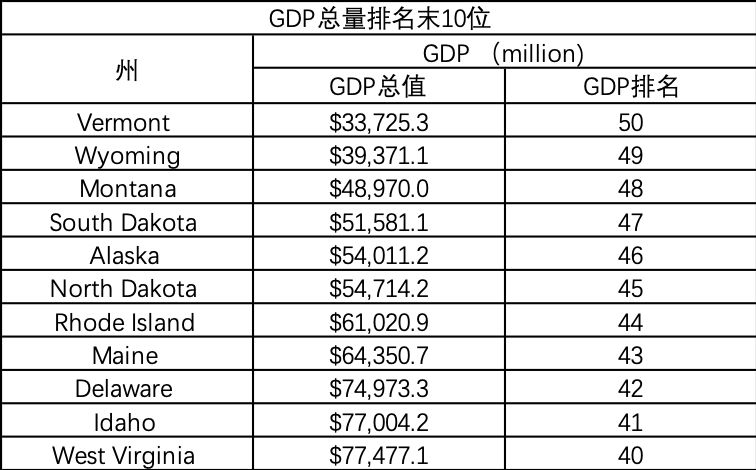 GDP总量排名末10位
州 GDP （million)
GDP总值 GDP排名
Vermont $33,725.3 50
Wyoming $39,371.1 49
Montana $48,970.0 48
South Dakota $51,581.1 47
Alaska $54,011.2 46
North Dakota $54,714.2 45
Rhode Island $61,020.9 44
Maine $64,350.7 43
Delaware $74,973.3 42
Idaho $77,004.2 41
West Virginia $77,477.1 40